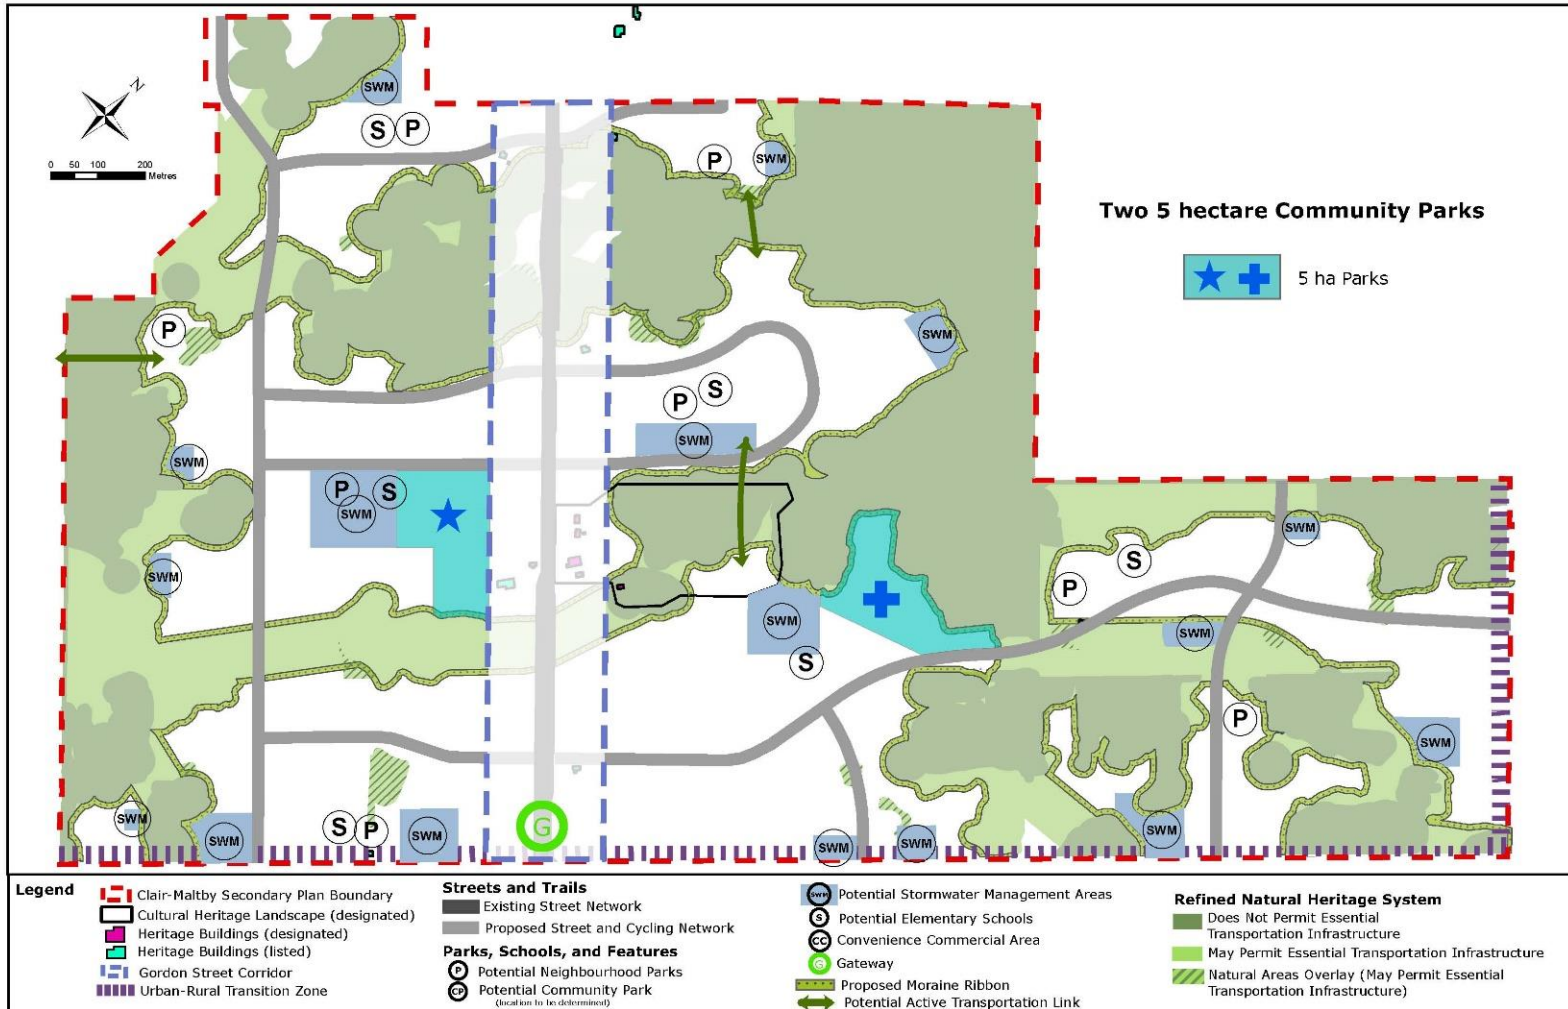 N
0 50 100 200
Metres
SWM
S P
P SWM
Two 5 hectare Community Parks
5 ha Parks
P
SWM
P S
SWM
SWM
P S
SWM
SWM
SWM
S
P
SWM
SWM
SWM
S
P
SWM
SWM
SWM
S P
SWM
G
SWM
SWM
SWM
Legend
Clair-Maltby Secondary Plan Boundary
Cultural Heritage Landscape (designated)
Heritage Buildings (designated)
Heritage Buildings (listed)
Gordon Street Corridor
Urban-Rural Transition Zone
Streets and Trails
Existing Street Network
Proposed Street and Cycling Network
Parks, Schools, and Features
P Potential Neighbourhood Parks
CP Potential Community Park
(location to be determined)
SWM Potential Stormwater Management Areas
S Potential Elementary Schools
CC Convenience Commercial Area
G Gateway
Proposed Moraine Ribbon
Potential Active Transportation Link
Refined Natural Heritage System
Does Not Permit Essential
Transportation Infrastructure
May Permit Essential Transportation Infrastructure
Natural Areas Overlay (May Permit Essential
Transportation Infrastructure)